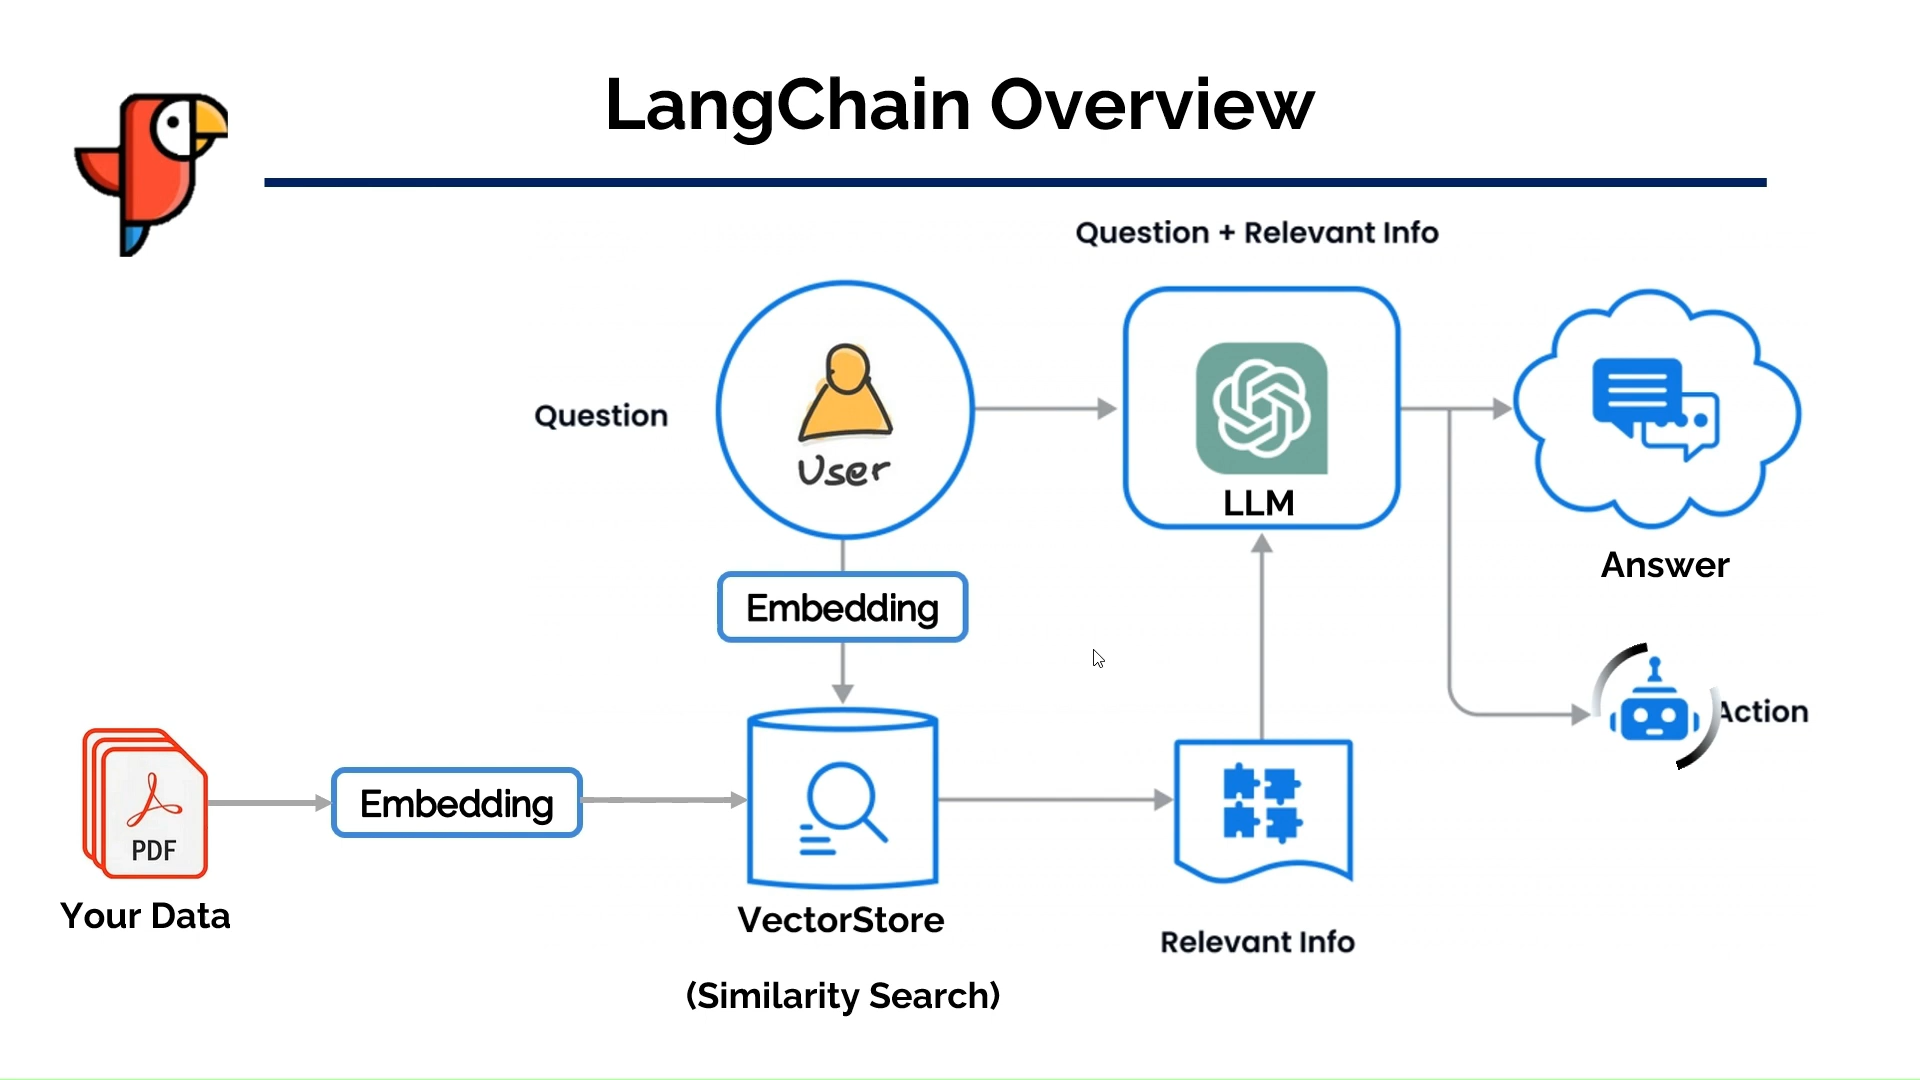 LangChain Overview
Question + Relevant Info
Question
User
LLM
Answer
Embedding
Action
PDF
Embedding
Your Data
VectorStore
Relevant Info
(Similarity Search)